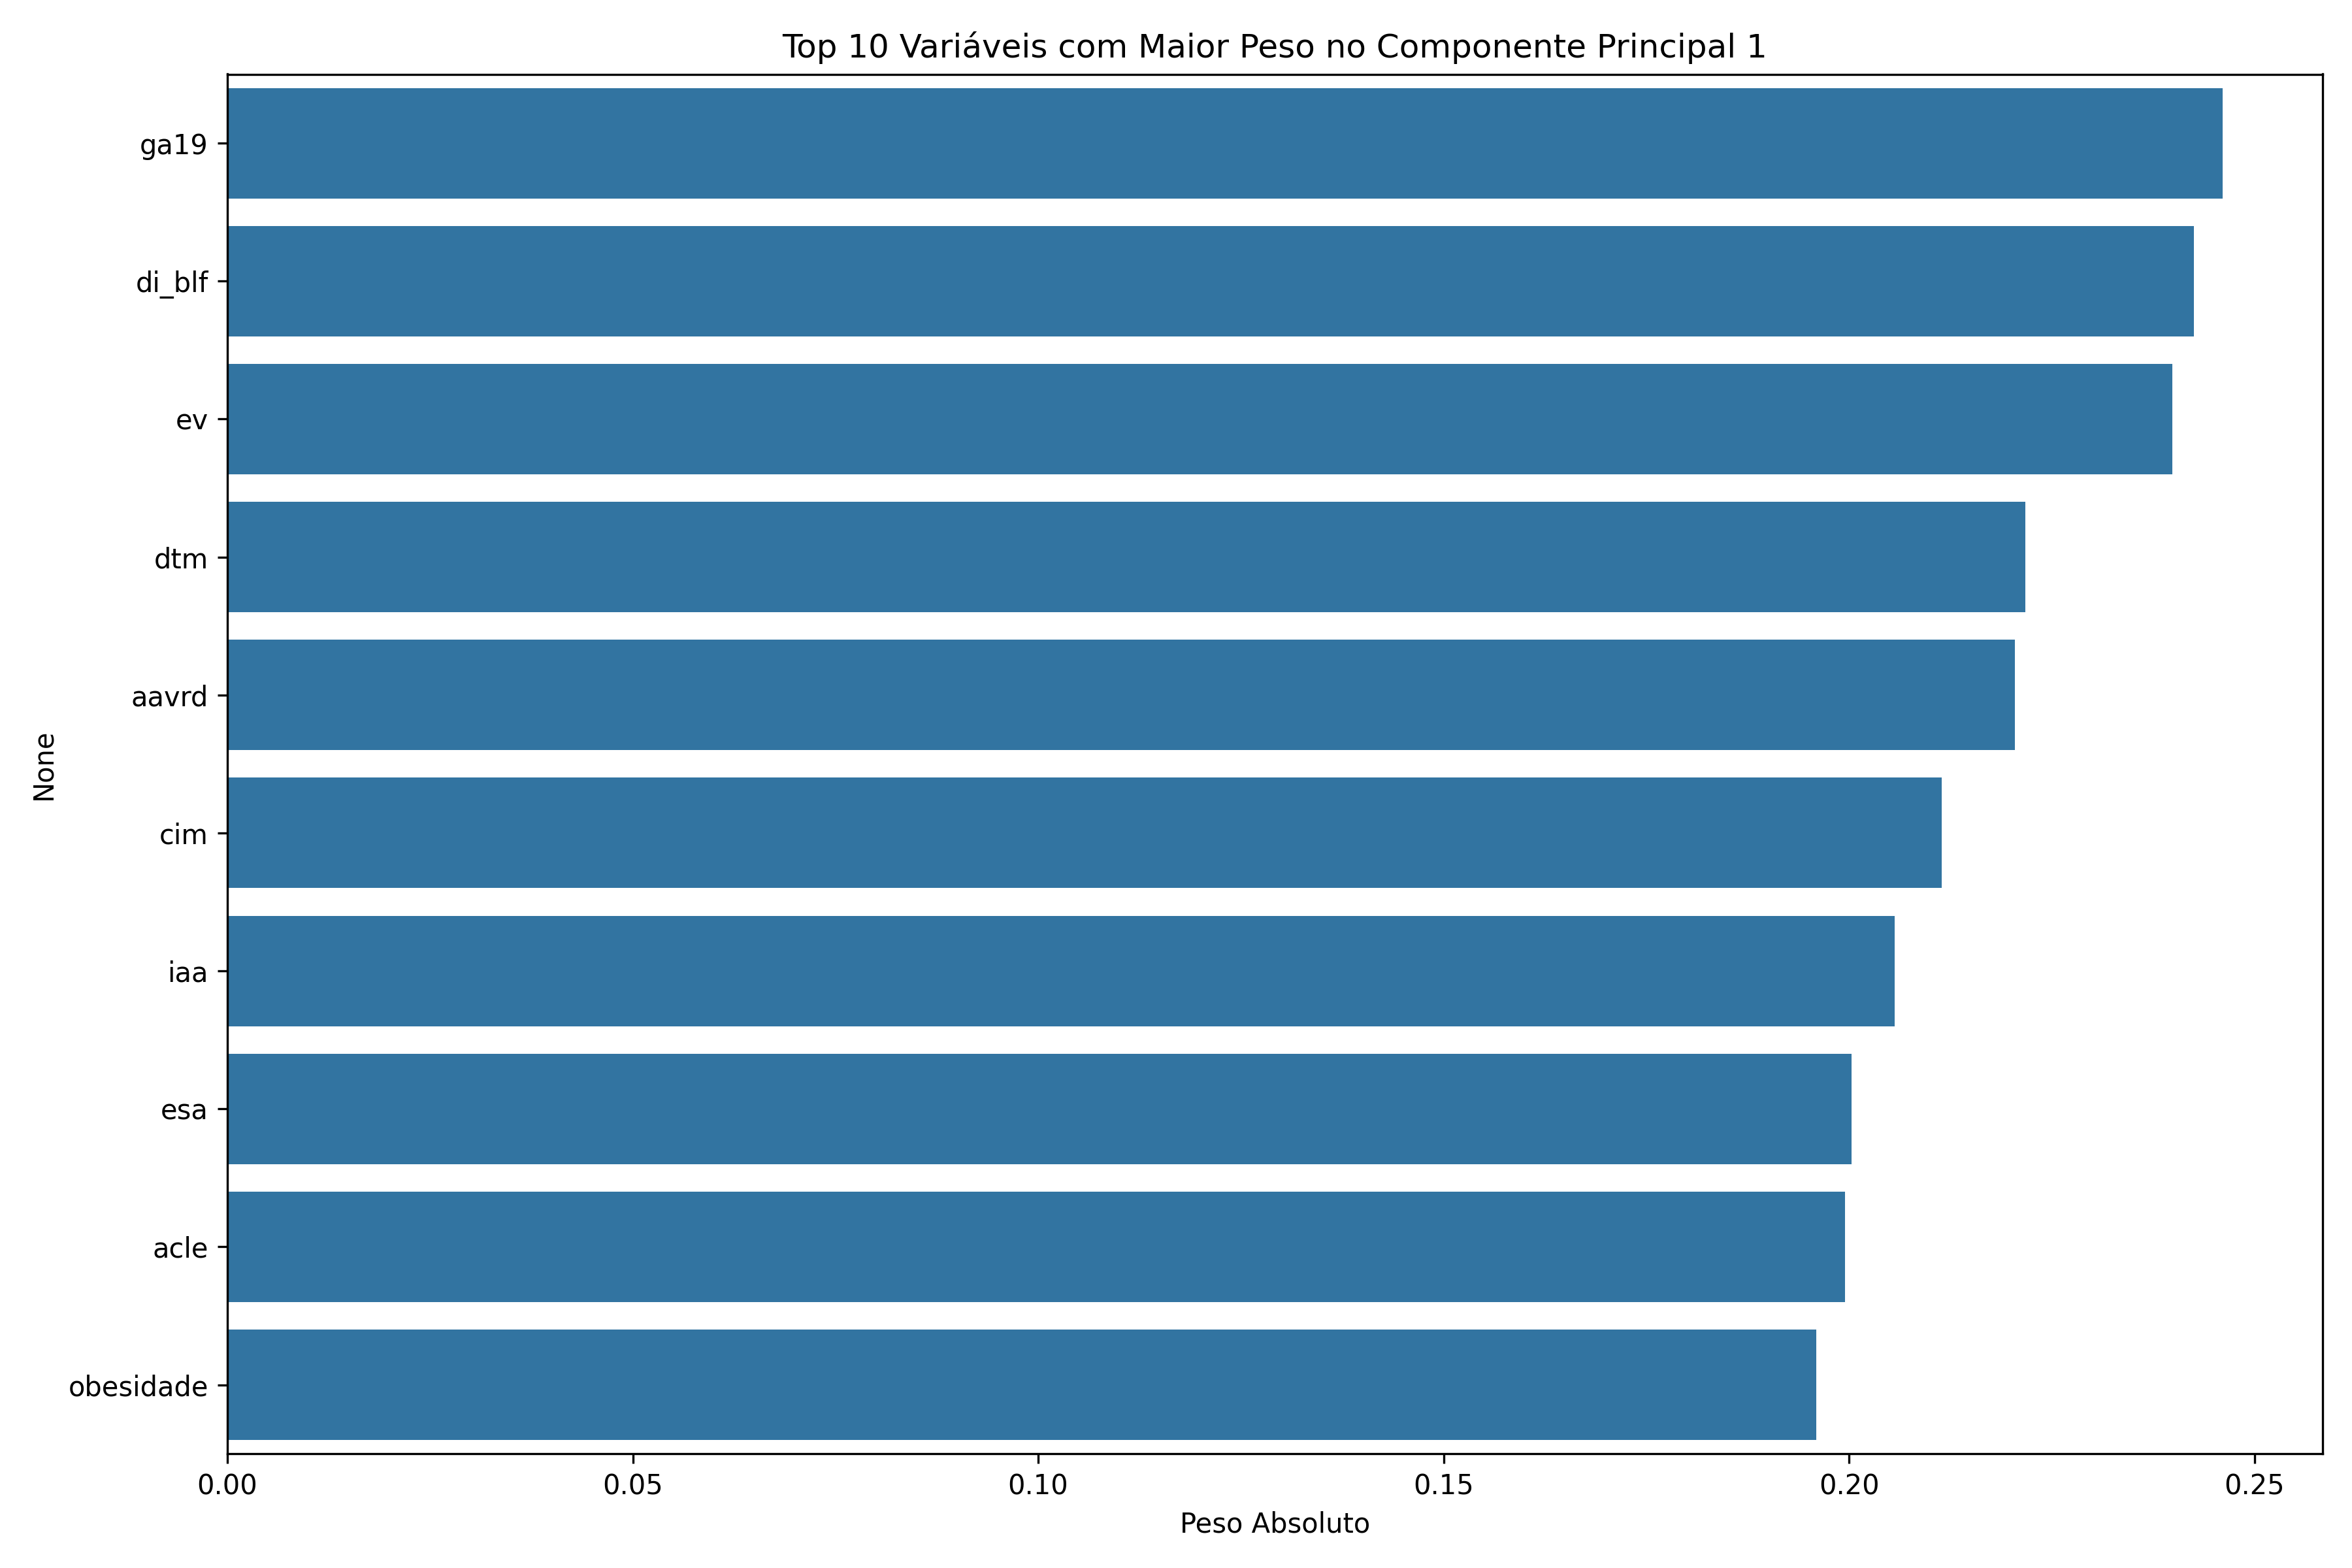 Top 10 Variáveis com Maior Peso no Componente Principal 1
ga19
di_blf
ev
dtm
aavrd
cim
iaa
esa
acle
obesidade
None
0.00 0.05 0.10 0.15 0.20 0.25
Peso Absoluto